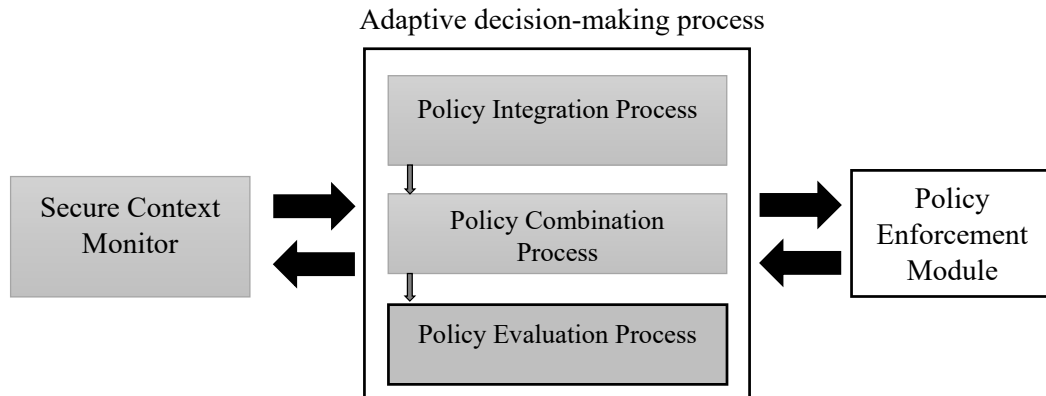 Adaptive decision-making process
Policy Integration Process
Secure Context
Monitor
Policy Combination
Process
Policy Evaluation Process
Policy
Enforcement
Module